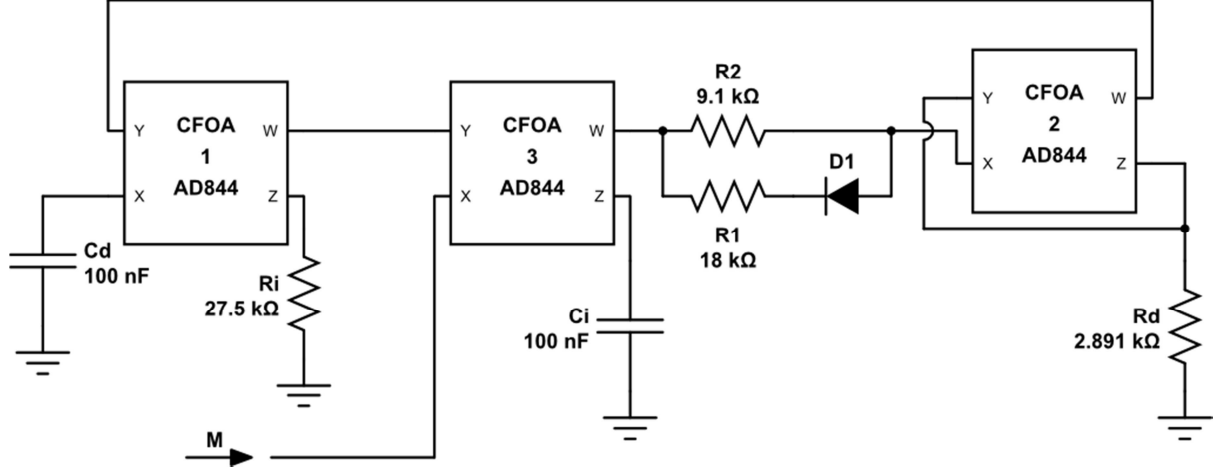 R2
9.1 kΩ
Y
CFOA
W
1
AD844
X
Z
Y
CFOA
W
3
AD844
X
Z
D1
R1
18 kΩ
Y
CFOA
W
2
AD844
X
Z
Cd
100 nF
Ri
27.5 kΩ
Ci
100 nF
Rd
2.891 kΩ
M